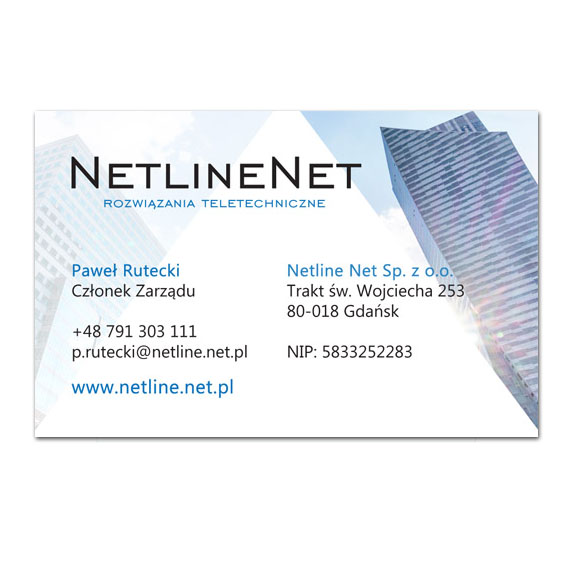 NETLINENET
ROZWIĄZANIA TELETECHNICZNE
Paweł Rutecki
Członek Zarządu
+48 791 303 111
p.rutecki@netline.net.pl
www.netline.net.pl
Netline Net Sp. z o.o.
Trakt św. Wojciecha 253
80-018 Gdańsk
NIP: 5833252283